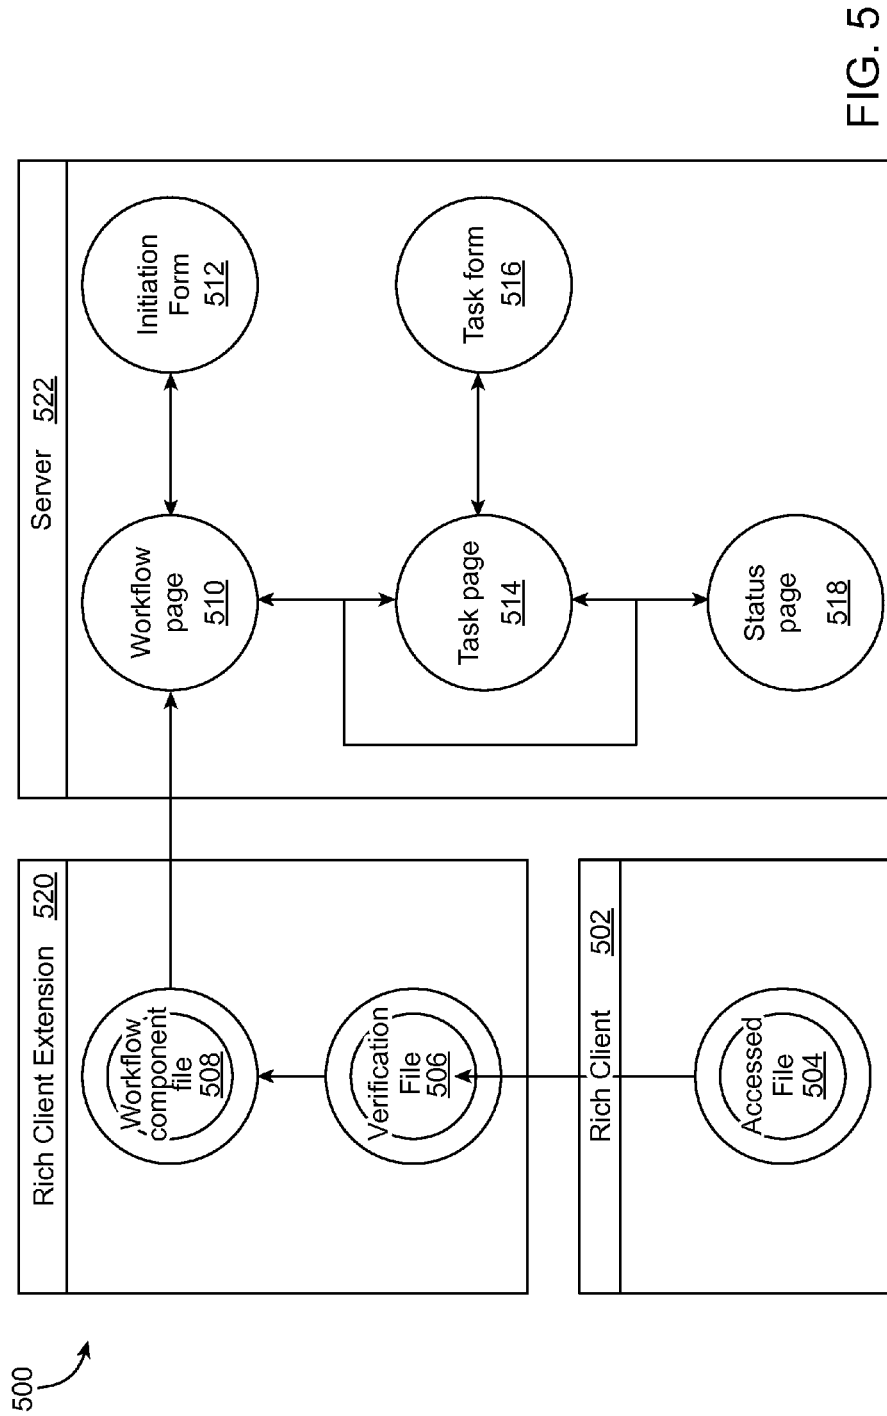 500
Rich Client Extension 520
Workflow
component
file
508
Verification
File
506
Rich Client 502
Accessed
File
504
Server 522
Workflow
page
510
Initiation
Form
512
Task page
514
Task form
516
Status
page
518
FIG. 5